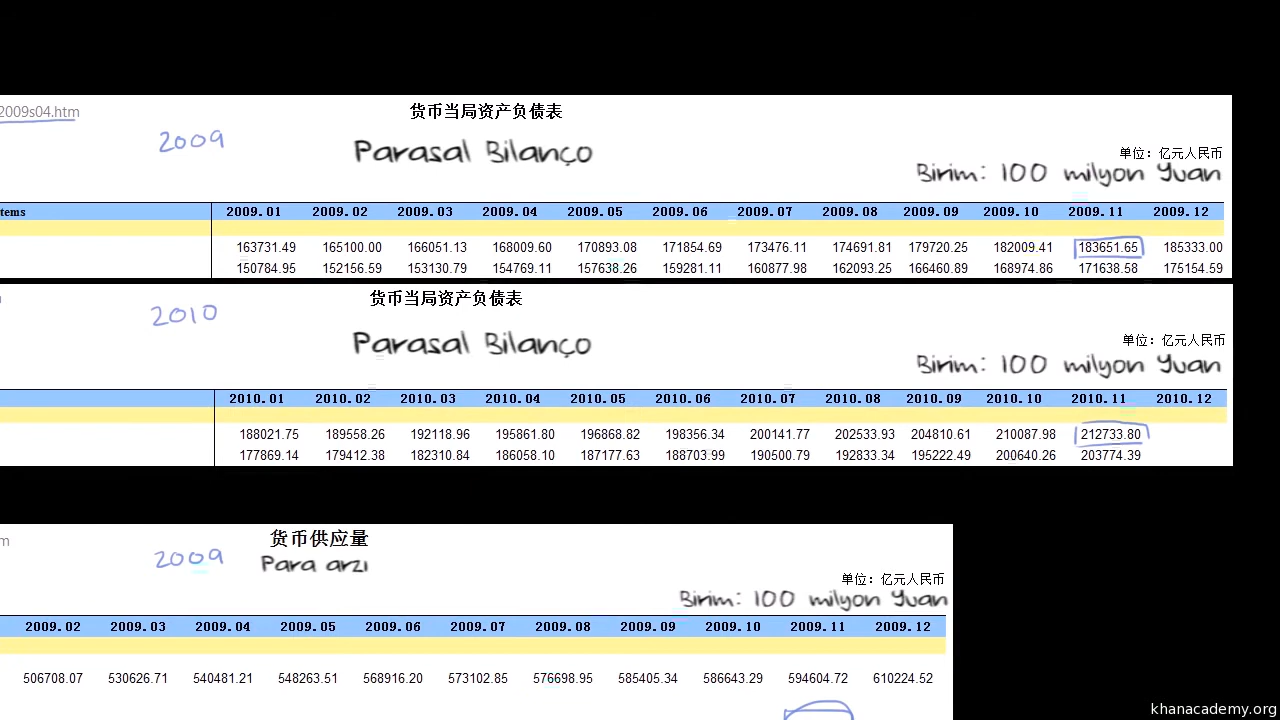 2009s04.htm
货币当局资产负债表
2009
Parasal Bilanço
单位：亿元人民币
Birim: 100 milyon Yuan
tems 2009.01 2009.02 2009.03 2009.04 2009.05 2009.06 2009.07 2009.08 2009.09 2009.10 2009.11 2009.12
163731.49 165100.00 166051.13 168009.60 170893.08 171854.69 173476.11 174691.81 179720.25 182009.41 183651.65 185333.00
150784.95 152156.59 153130.79 154769.11 157638.26 159281.11 160877.98 162093.25 166460.89 168974.86 171638.58 175154.59
货币当局资产负债表
2010
Parasal Bilanço
单位：亿元人民币
Birim: 100 milyon Yuan
2010.01 2010.02 2010.03 2010.04 2010.05 2010.06 2010.07 2010.08 2010.09 2010.10 2010.11 2010.12
188021.75 189558.26 192118.96 195861.80 196868.82 198356.34 200141.77 202533.93 204810.61 210087.98 212733.80
177869.14 179412.38 182310.84 186058.10 187177.63 188703.99 190500.79 192833.34 195222.49 200640.26 203774.39
m
货币供应量
2009
Para arzı
单位：亿元人民币
Birim: 100 milyon Yuan
2009.02 2009.03 2009.04 2009.05 2009.06 2009.07 2009.08 2009.09 2009.10 2009.11 2009.12
506708.07 530626.71 540481.21 548263.51 568916.20 573102.85 576698.95 585405.34 586643.29 594604.72 610224.52
khanacademy.org